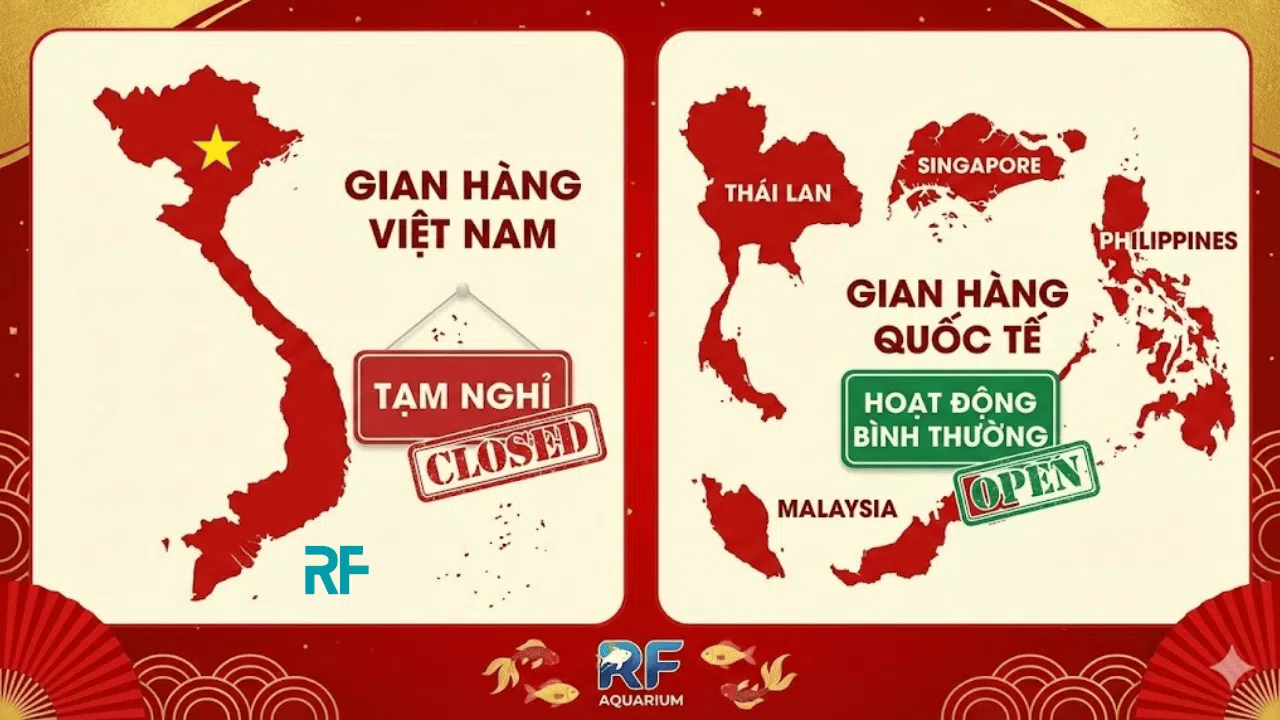 GIAN HÀNG
VIỆT NAM
TẠM NGHỈ
CLOSED
RF
THÁI LAN
SINGAPORE
PHILIPPINES
GIAN HÀNG
QUỐC TẾ
HOẠT ĐỘNG
BÌNH THƯỜNG
OPEN
MALAYSIA
RF
AQUARIUM